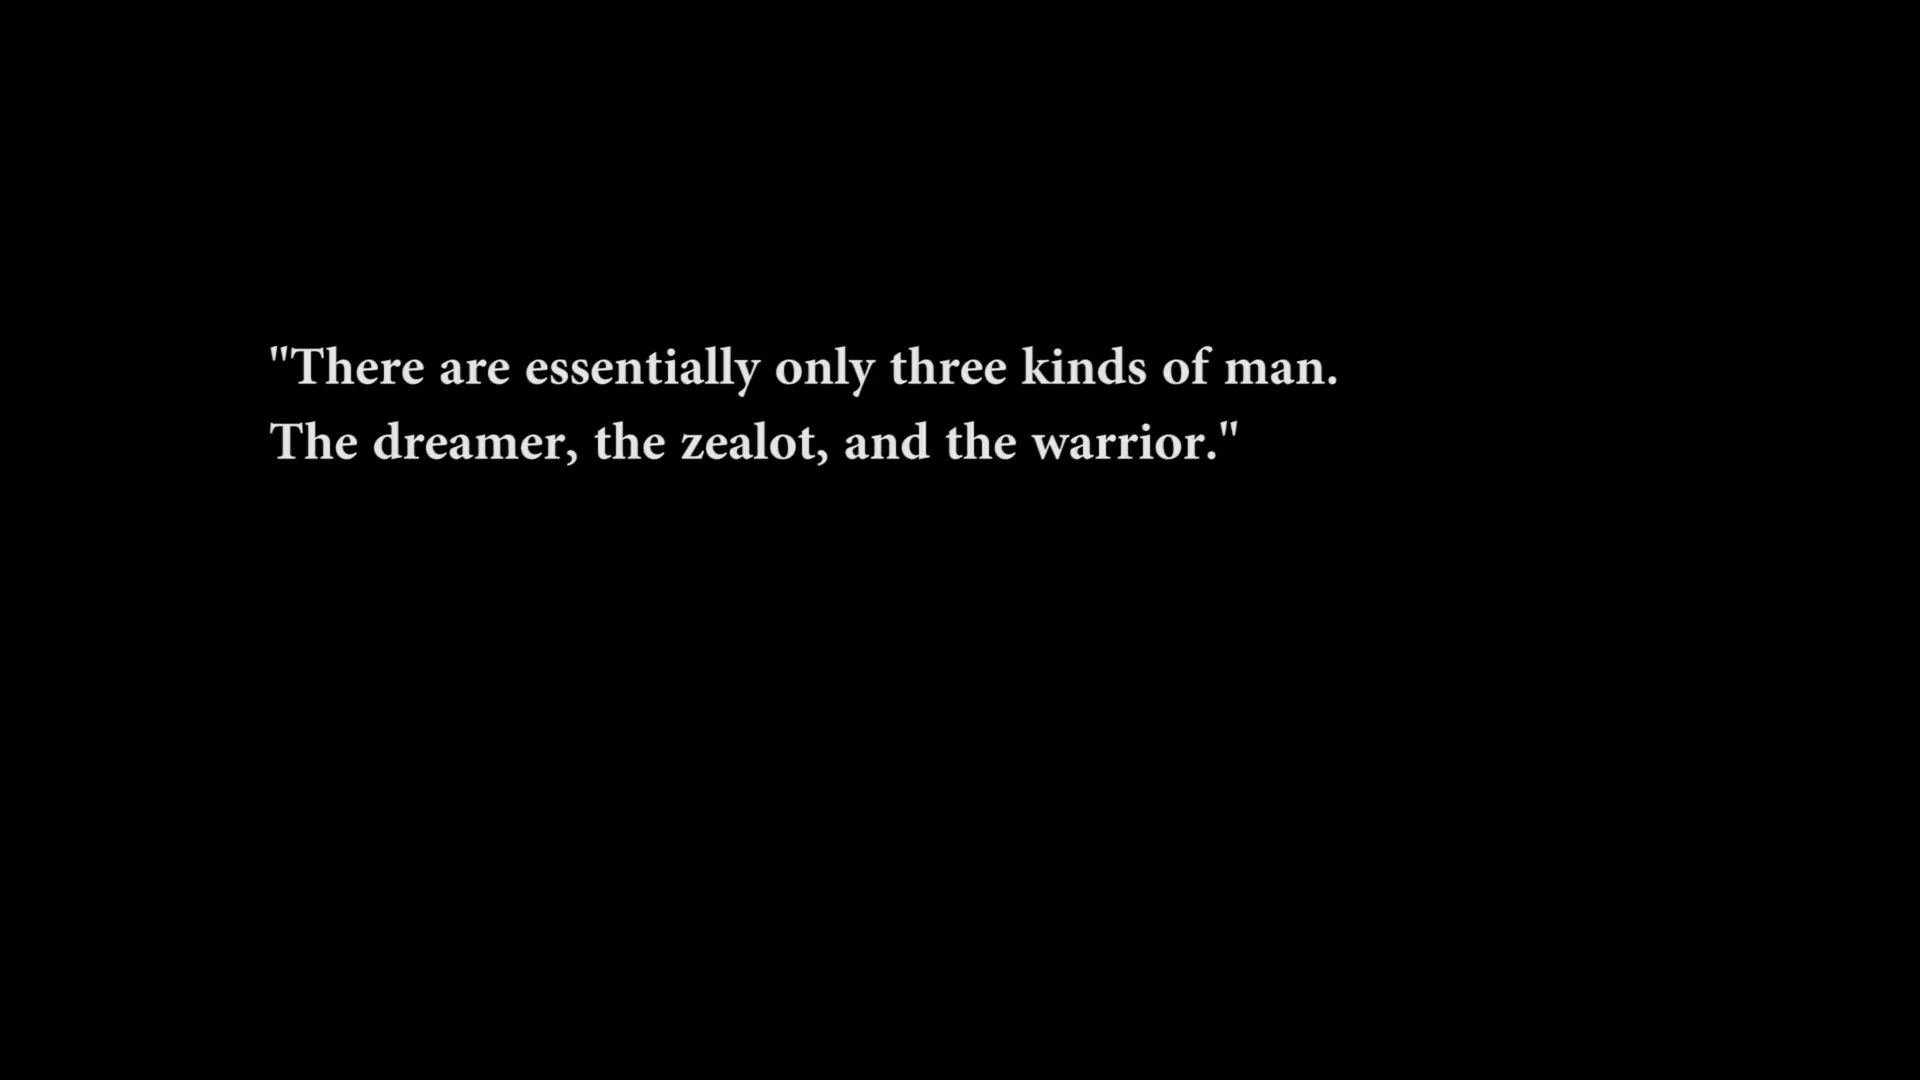 "There are essentially only three kinds of man.
The dreamer, the zealot, and the warrior."